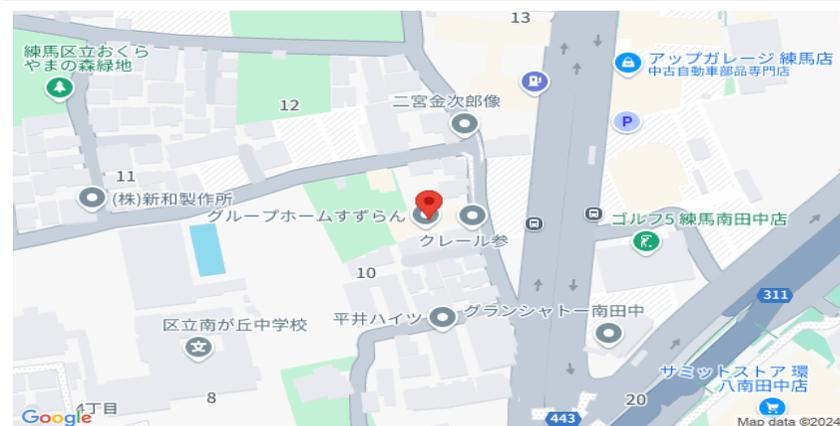 13
練馬区立おくら
やまの森緑地
アップガレージ 練馬店
中古自動車部品専門店
12
二宮金次郎像
P
11
(株)新和製作所
グループホームすずらん
クレール参
ゴルフ5 練馬南田中店
10
311
区立南が丘中学校
平井ハイツ
グランシャトー南田中
文
サミットストア 環
八南田中店
8
20
4丁目
Google
443
Map data ©2024